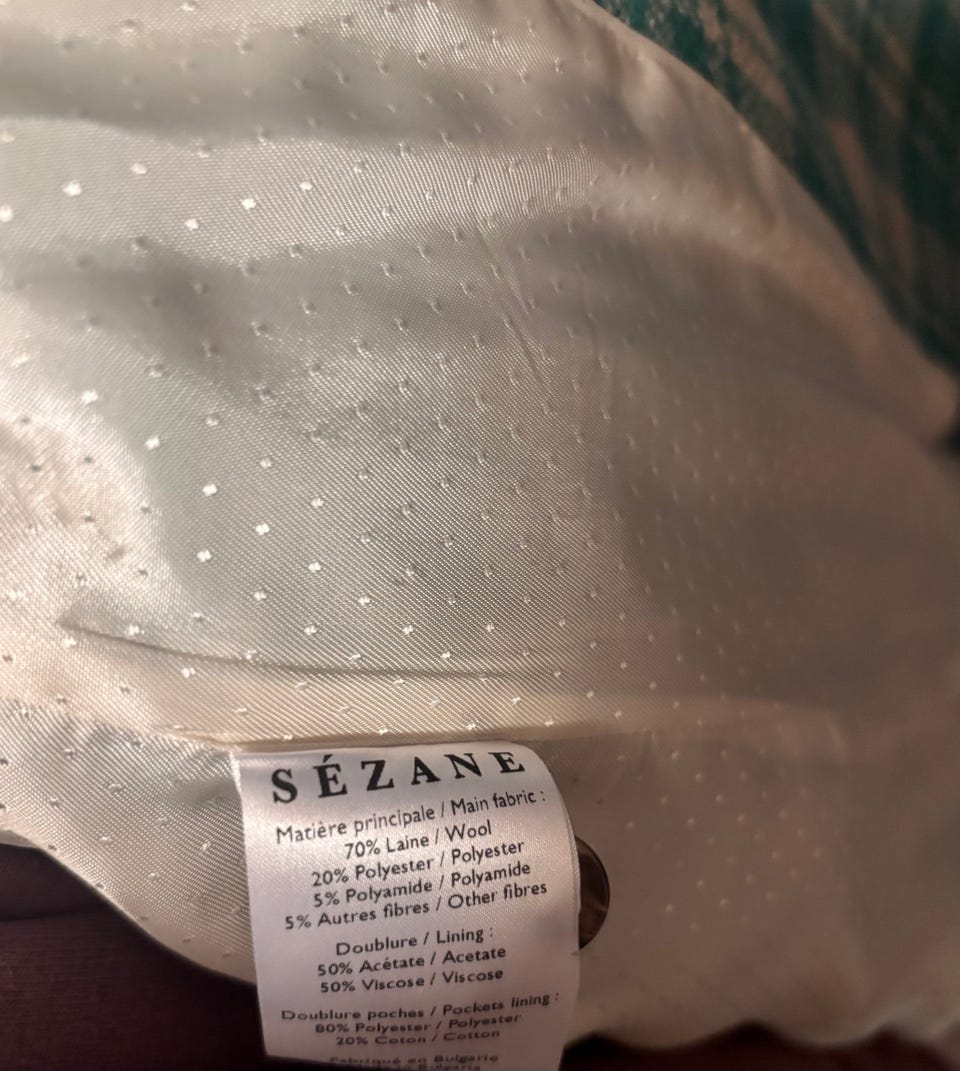 SÉZANE
Matière principale / Main fabric :
70% Laine / Wool
20% Polyester / Polyester
5% Polyamide / Polyamide
5% Autres fibres / Other fibres
Doublure / Lining :
50% Acétate / Acetate
50% Viscose / Viscose
Doublure poches / Pockets lining :
80% Polyester / Polyester
20% Coton / Cotton
Fabriqué en Bulgarie